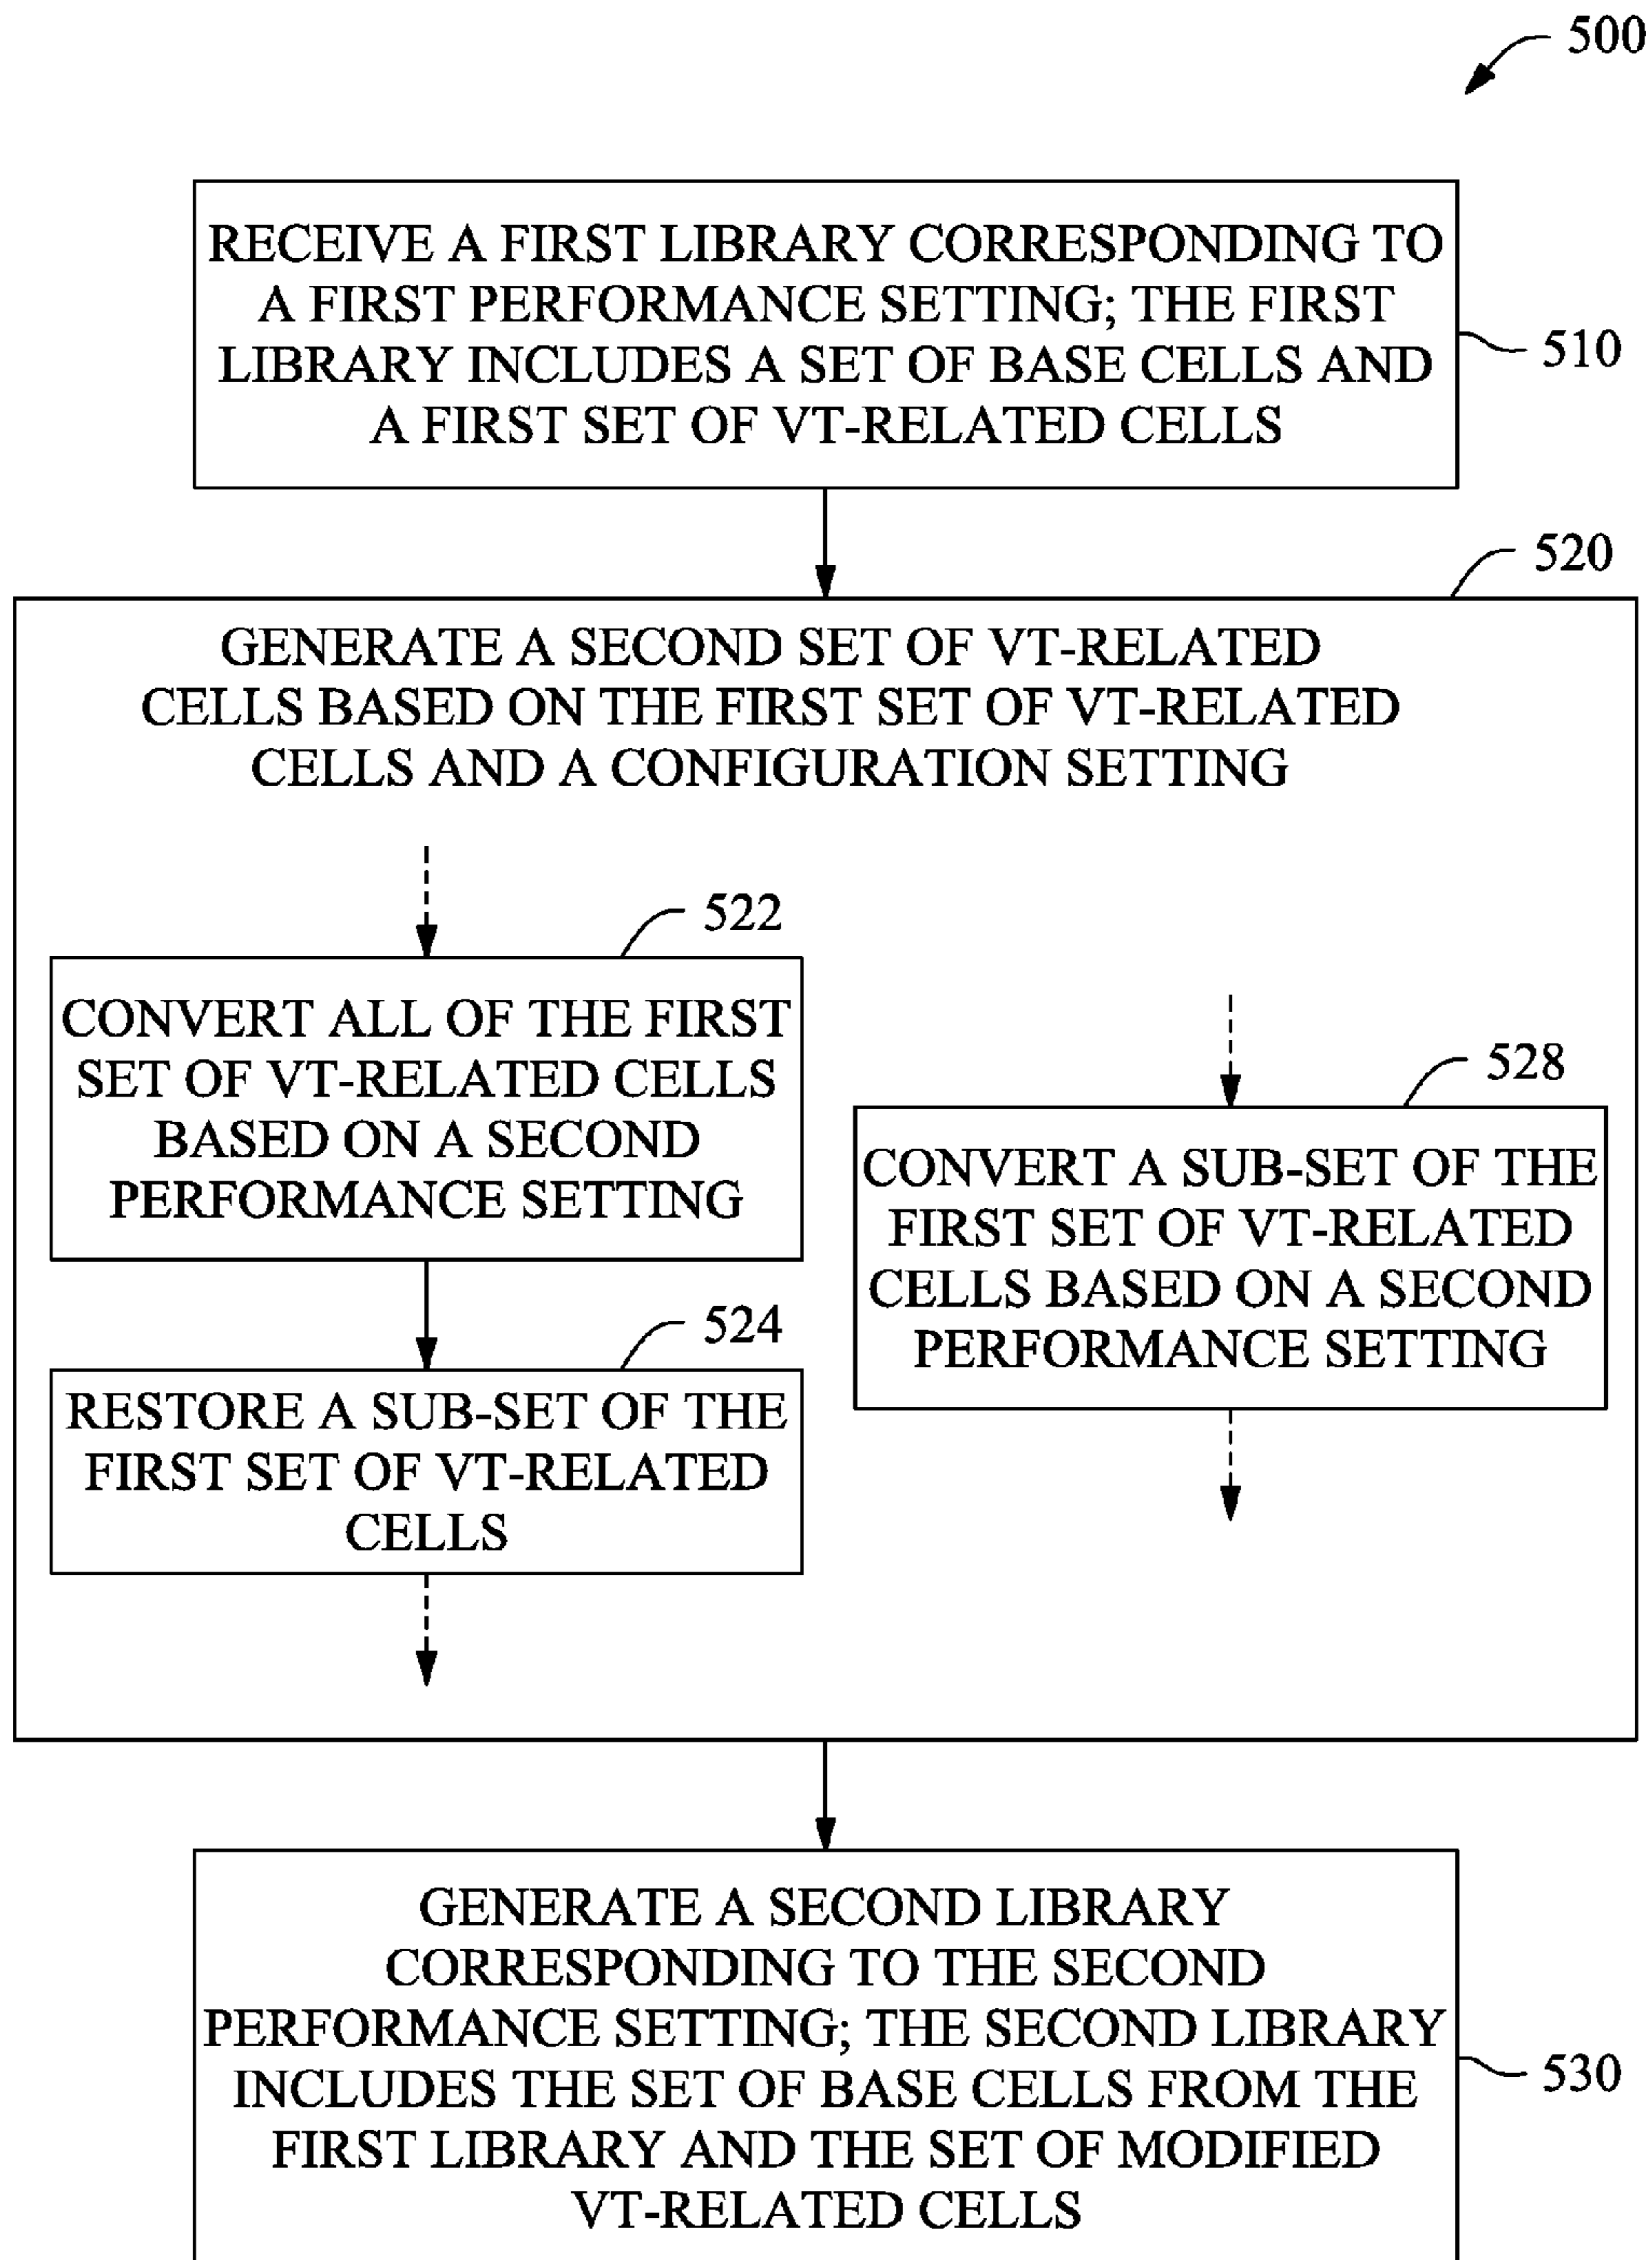 500
RECEIVE A FIRST LIBRARY CORRESPONDING TO
A FIRST PERFORMANCE SETTING; THE FIRST
LIBRARY INCLUDES A SET OF BASE CELLS AND
A FIRST SET OF VT-RELATED CELLS
510
520
GENERATE A SECOND SET OF VT-RELATED
CELLS BASED ON THE FIRST SET OF VT-RELATED
CELLS AND A CONFIGURATION SETTING
522
CONVERT ALL OF THE FIRST
SET OF VT-RELATED CELLS
BASED ON A SECOND
PERFORMANCE SETTING
524
RESTORE A SUB-SET OF THE
FIRST SET OF VT-RELATED
CELLS
528
CONVERT A SUB-SET OF THE
FIRST SET OF VT-RELATED
CELLS BASED ON A SECOND
PERFORMANCE SETTING
GENERATE A SECOND LIBRARY
CORRESPONDING TO THE SECOND
PERFORMANCE SETTING; THE SECOND LIBRARY
INCLUDES THE SET OF BASE CELLS FROM THE
FIRST LIBRARY AND THE SET OF MODIFIED
VT-RELATED CELLS
530